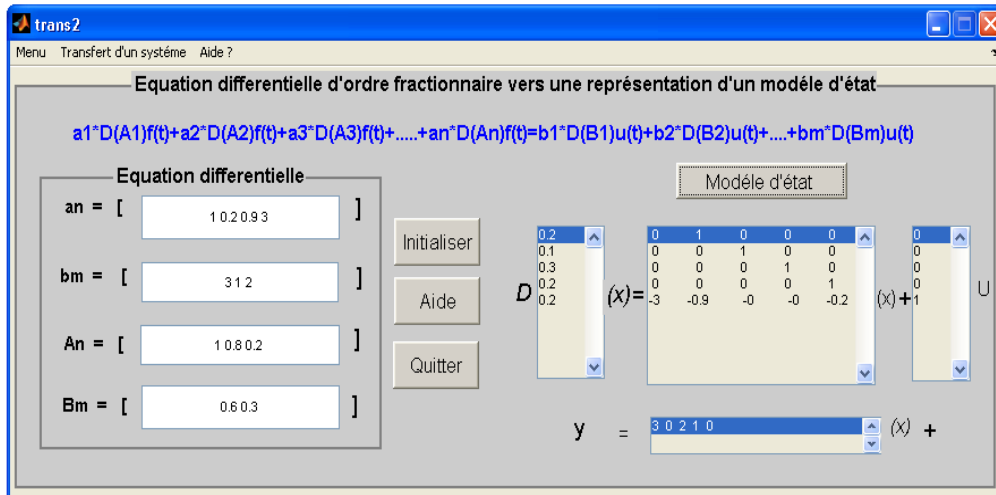 trans2
Menu Transfert d'un systéme Aide ?
Equation differentielle d'ordre fractionnaire vers une représentation d'un modéle d'état
a1*D(A1)f(t)+a2*D(A2)f(t)+a3*D(A3)f(t)+.....+an*D(An)f(t)=b1*D(B1)u(t)+b2*D(B2)u(t)+....+bm*D(Bm)u(t)
Equation differentielle
an = [ 1 0.2 0.9 3 ]
bm = [ 3 1 2 ]
An = [ 1 0.8 0.2 ]
Bm = [ 0.6 0.3 ]
Initialiser
Aide
Quitter
Modéle d'état
D
0.2
0.1
0.3
0.2
0.2
(x)=
0 1 0 0 0
0 0 1 0 0
0 0 0 1 0
0 0 0 0 1
-3 -0.9 -0 -0 -0.2
(x)+
0
0
0
0
1
U
y = 3 0 2 1 0 (x) +